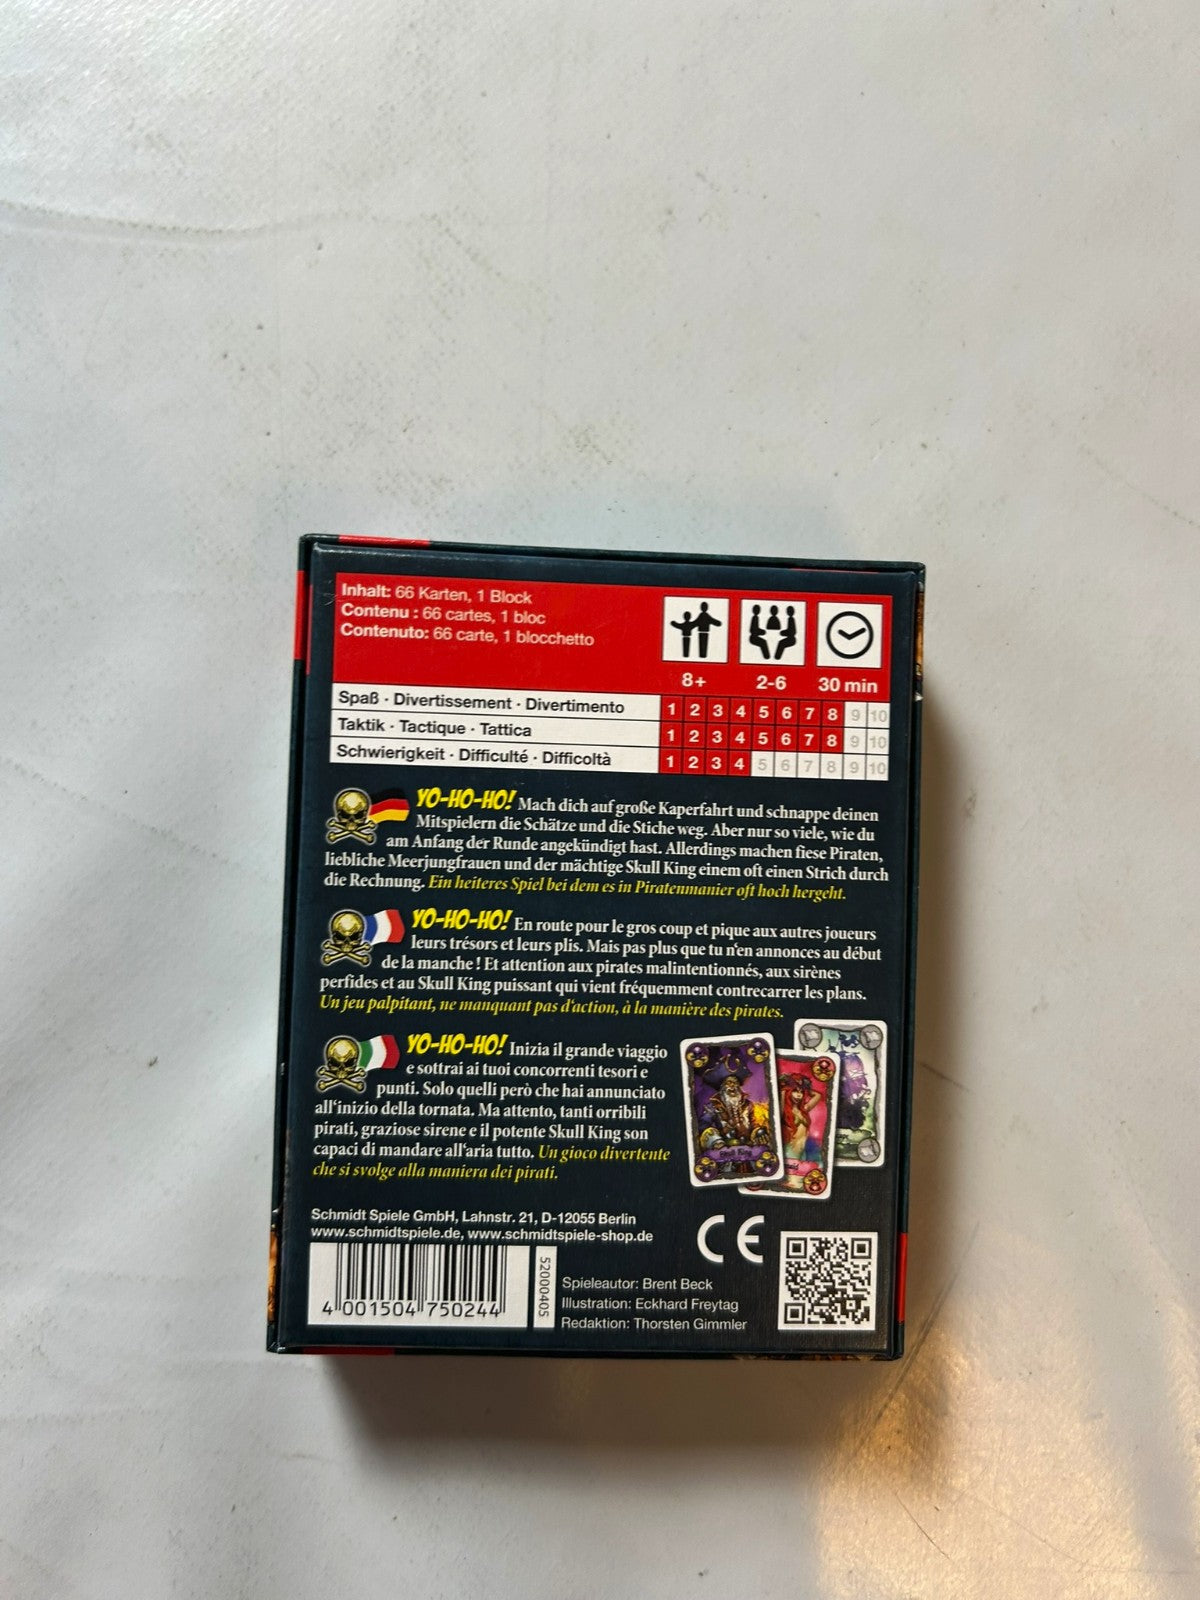 Inhalt: 66 Karten, 1 Block
Contenu : 66 cartes, 1 bloc
Contenuto: 66 carte, 1 blocchetto
8+ 2-6 30 min
Spaß · Divertissement · Divertimento 1 2 3 4 5 6 7 8 9 10
Taktik · Tactique · Tattica 1 2 3 4 5 6 7 8 9 10
Schwierigkeit · Difficulté · Difficoltà 1 2 3 4 5 6 7 8 9 10
YO-HO-HO! Mach dich auf große Kaperfahrt und schnappe deinen
Mitspielern die Schätze und die Stiche weg. Aber nur so viele, wie du
am Anfang der Runde angekündigt hast. Allerdings machen fiese Piraten,
liebliche Meerjungfrauen und der mächtige Skull King einem oft einen Strich durch
die Rechnung. Ein heiteres Spiel bei dem es in Piratenmanier oft hoch hergeht.
YO-HO-HO! En route pour le gros coup et pique aux autres joueurs
leurs trésors et leurs plis. Mais pas plus que tu n'en annonces au début
de la manche ! Et attention aux pirates malintentionnés, aux sirènes
perfides et au Skull King puissant qui vient fréquemment contrecarrer les plans.
Un jeu palpitant, ne manquant pas d'action, à la manière des pirates.
YO-HO-HO! Inizia il grande viaggio
e sottrai ai tuoi concorrenti tesori e
punti. Solo quelli però che hai annunciato
all'inizio della tornata. Ma attento, tanti orribili
pirati, graziose sirene e il potente Skull King son
capaci di mandare all'aria tutto. Un gioco divertente
che si svolge alla maniera dei pirati.
Skull King
Schmidt Spiele GmbH, Lahnstr. 21, D-12055 Berlin
www.schmidtspiele.de, www.schmidtspiele-shop.de
CE
4 001504 750244
52000405
Spieleautor: Brent Beck
Illustration: Eckhard Freytag
Redaktion: Thorsten Gimmler